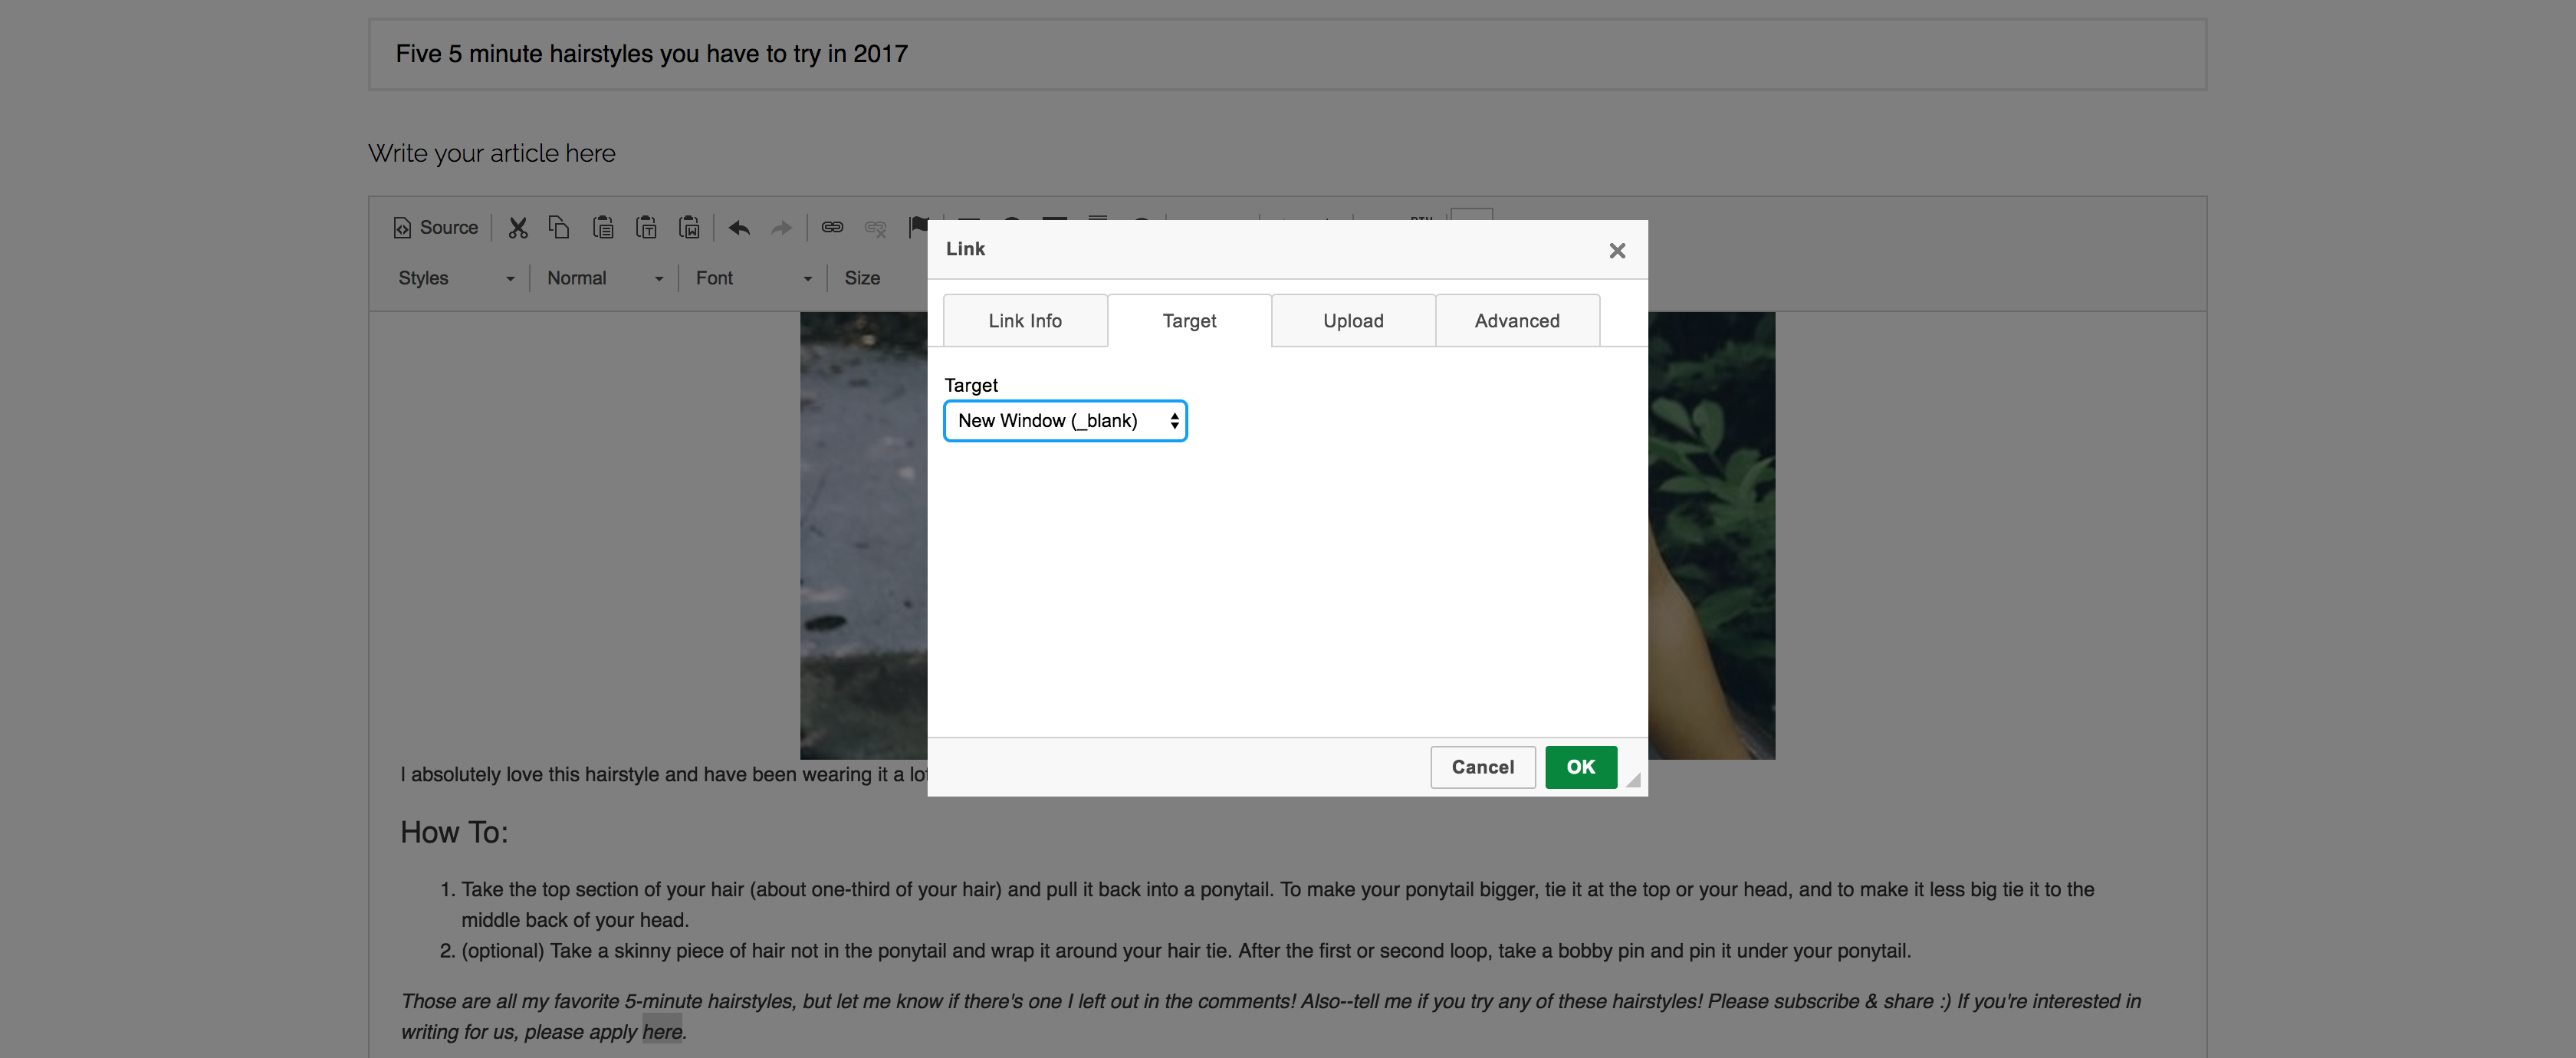 Five 5 minute hairstyles you have to try in 2017
Write your article here
Source
Styles Normal Font Size
Link
Link Info Target Upload Advanced
Target
New Window (_blank)
Cancel OK
I absolutely love this hairstyle and have been wearing it a
How To:
1. Take the top section of your hair (about one-third of your hair) and pull it back into a ponytail. To make your ponytail bigger, tie it at the top or your head, and to make it less big tie it to the
middle back of your head.
2. (optional) Take a skinny piece of hair not in the ponytail and wrap it around your hair tie. After the first or second loop, take a bobby pin and pin it under your ponytail.
Those are all my favorite 5-minute hairstyles, but let me know if there's one I left out in the comments! Also--tell me if you try any of these hairstyles! Please subscribe & share :) If you're interested in
writing for us, please apply here.